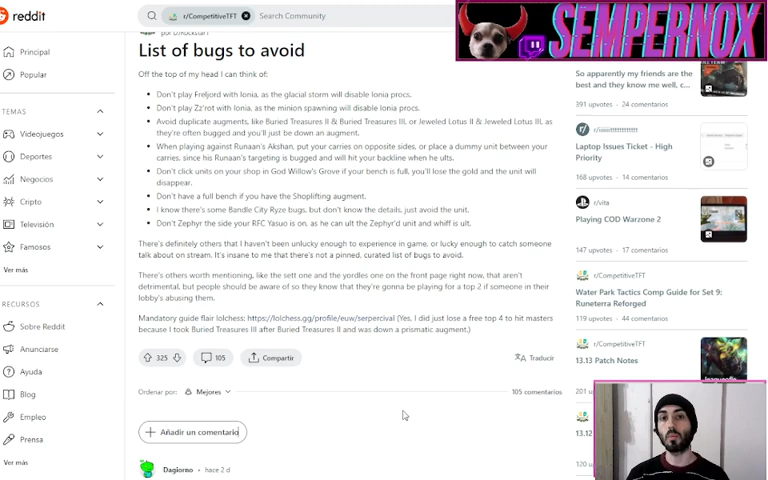 reddit
r/CompetitiveTFT
Search Community
SEMPERNOX
Principal
Popular
TEMAS
Videojuegos
Deportes
Negocios
Cripto
Televisión
Famosos
Ver más
RECURSOS
Sobre Reddit
Anunciarse
Ayuda
Blog
Empleo
Prensa
Ver más
List of bugs to avoid
Off the top of my head I can think of:
Don't play Freljord with Ionia, as the glacial storm will disable Ionia procs.
Don't play Zz'rot with Ionia, as the minion spawning will disable Ionia procs.
Avoid duplicate augments, like Buried Treasures II & Buried Treasures III, or Jeweled Lotus II & Jeweled Lotus III, as
they're often bugged and you'll just be down an augment.
When playing against Runaan's Akshan, put your carries on opposite sides, or place a dummy unit between your
carries, since his Runaan's targeting is bugged and will hit your backline when he ults.
Don't click units on your shop in God Willow's Grove if your bench is full, you'll lose the gold and the unit will
disappear.
Don't have a full bench if you have the Shoplifting augment.
I know there's some Bandle City Ryze bugs, but don't know the details, just avoid the unit.
Don't Zephyr the side your RFC Yasuo is on, as he can ult the Zephyr'd unit and whiff is ult.
There's definitely others that I haven't been unlucky enough to experience in game, or lucky enough to catch someone
talk about on stream. It's insane to me that there's not a pinned, curated list of bugs to avoid.
There's others worth mentioning, like the sett one and the yordles one on the front page right now, that aren't
detrimental, but people should be aware of so they know that they're gonna be playing for a top 2 if someone in their
lobby's abusing them.
Mandatory guide flair lolchess: https://lolchess.gg/profile/euw/serpercival (Yes, I did just lose a free top 4 to hit masters
because I took Buried Treasures III after Buried Treasures II and was down a prismatic augment.)
325
105
Compartir
Traducir
Ordenar por:
Mejores
105 comentarios
Añadir un comentario
Dagiorno • hace 2 d
So apparently my friends are the
best and they know me well, c...
391 upvotes · 24 comentarios
Laptop Issues Ticket - High
Priority
168 upvotes · 14 comentarios
r/vita
Playing COD Warzone 2
147 upvotes · 17 comentarios
r/CompetitiveTFT
Water Park Tactics Comp Guide for Set 9:
Runeterra Reforged
119 upvotes · 44 comentarios
r/CompetitiveTFT
13.13 Patch Notes
201 u
r/
13.12
120 up